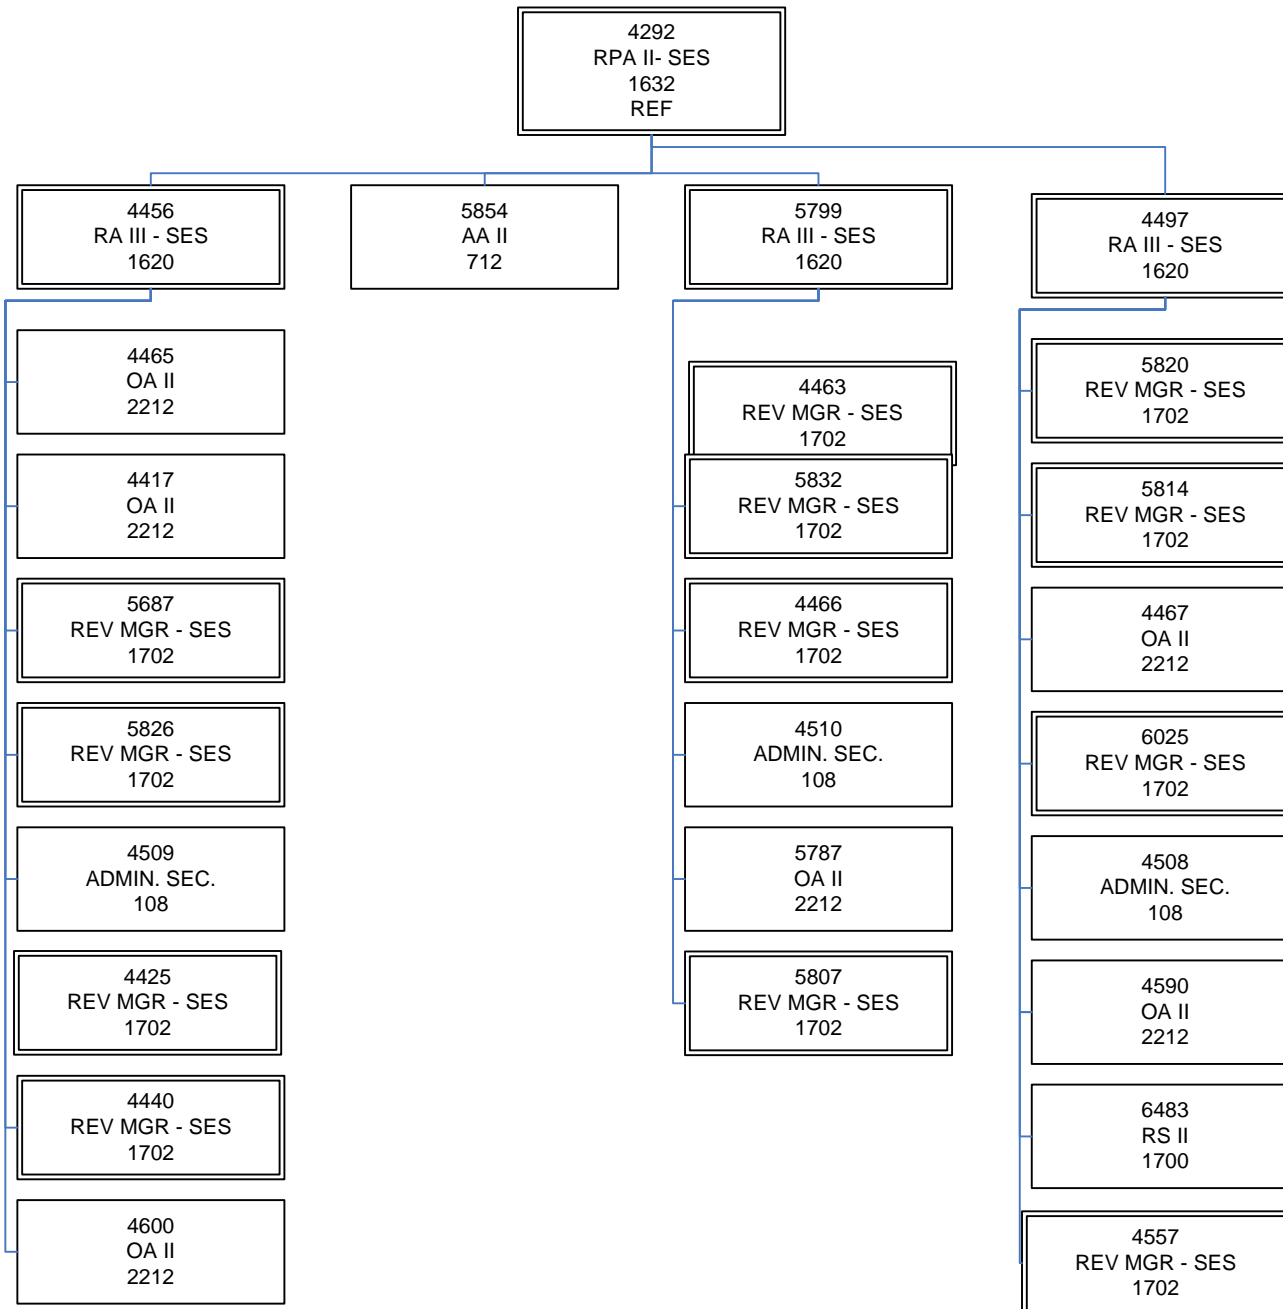 4292
RPA II- SES
1632
REF
4456
RA III - SES
1620
5854
AA II
712
5799
RA III - SES
1620
4497
RA III - SES
1620
4465
OA II
2212
4417
OA II
2212
5687
REV MGR - SES
1702
5826
REV MGR - SES
1702
4509
ADMIN. SEC.
108
4425
REV MGR - SES
1702
4440
REV MGR - SES
1702
4600
OA II
2212
4463
REV MGR - SES
1702
5832
REV MGR - SES
1702
4466
REV MGR - SES
1702
4510
ADMIN. SEC.
108
5787
OA II
2212
5807
REV MGR - SES
1702
5820
REV MGR - SES
1702
5814
REV MGR - SES
1702
4467
OA II
2212
6025
REV MGR - SES
1702
4508
ADMIN. SEC.
108
4590
OA II
2212
6483
RS II
1700
4557
REV MGR - SES
1702